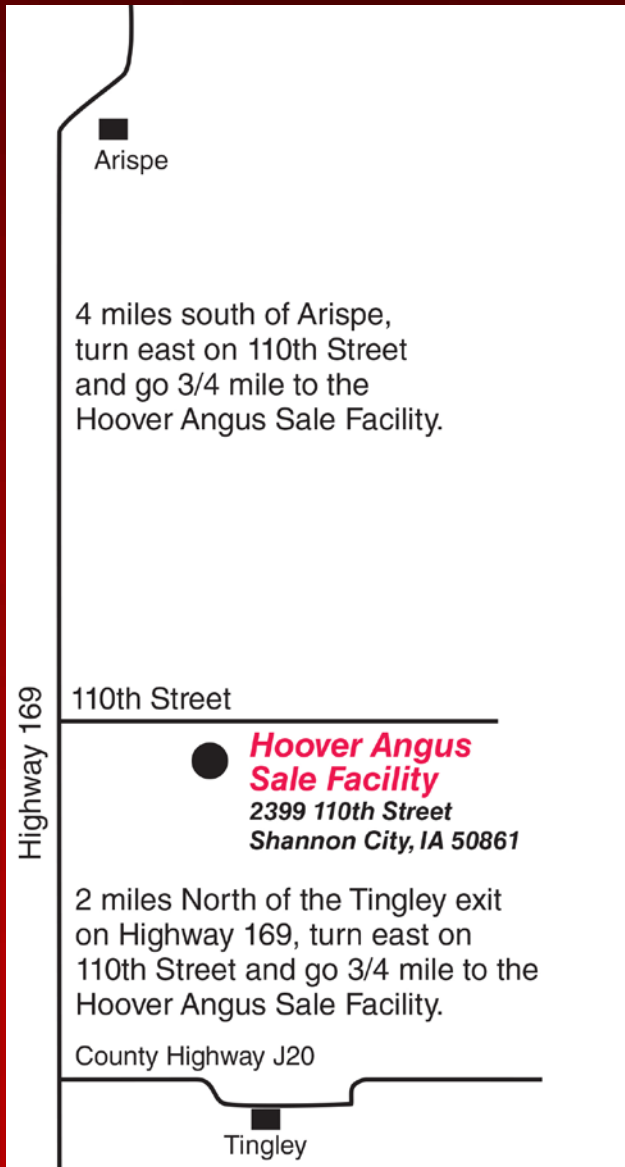 Arispe
4 miles south of Arispe,
turn east on 110th Street
and go 3/4 mile to the
Hoover Angus Sale Facility.
Highway 169
110th Street
Hoover Angus
Sale Facility
2399 110th Street
Shannon City, IA 50861
2 miles North of the Tingley exit
on Highway 169, turn east on
110th Street and go 3/4 mile to the
Hoover Angus Sale Facility.
County Highway J20
Tingley